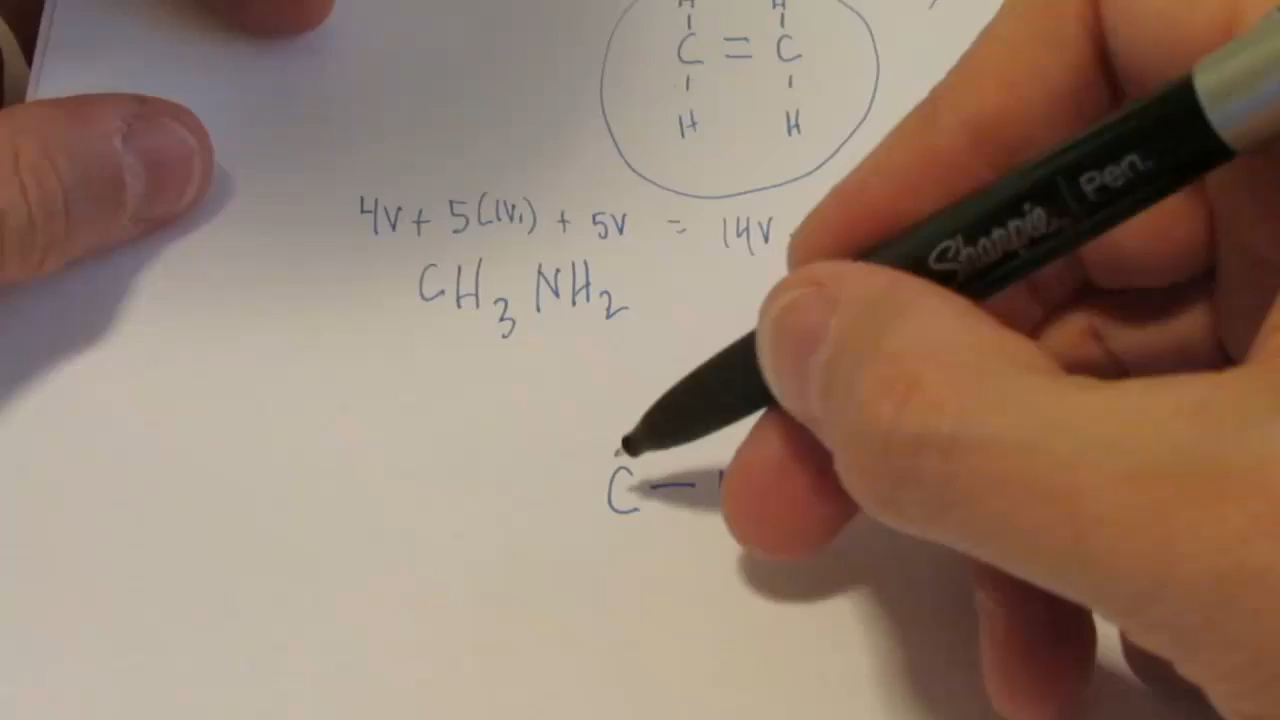 H H
C = C
H H
4V + 5(1V) + 5V = 14V
CH3NH2
C —
Sharpie Pen.